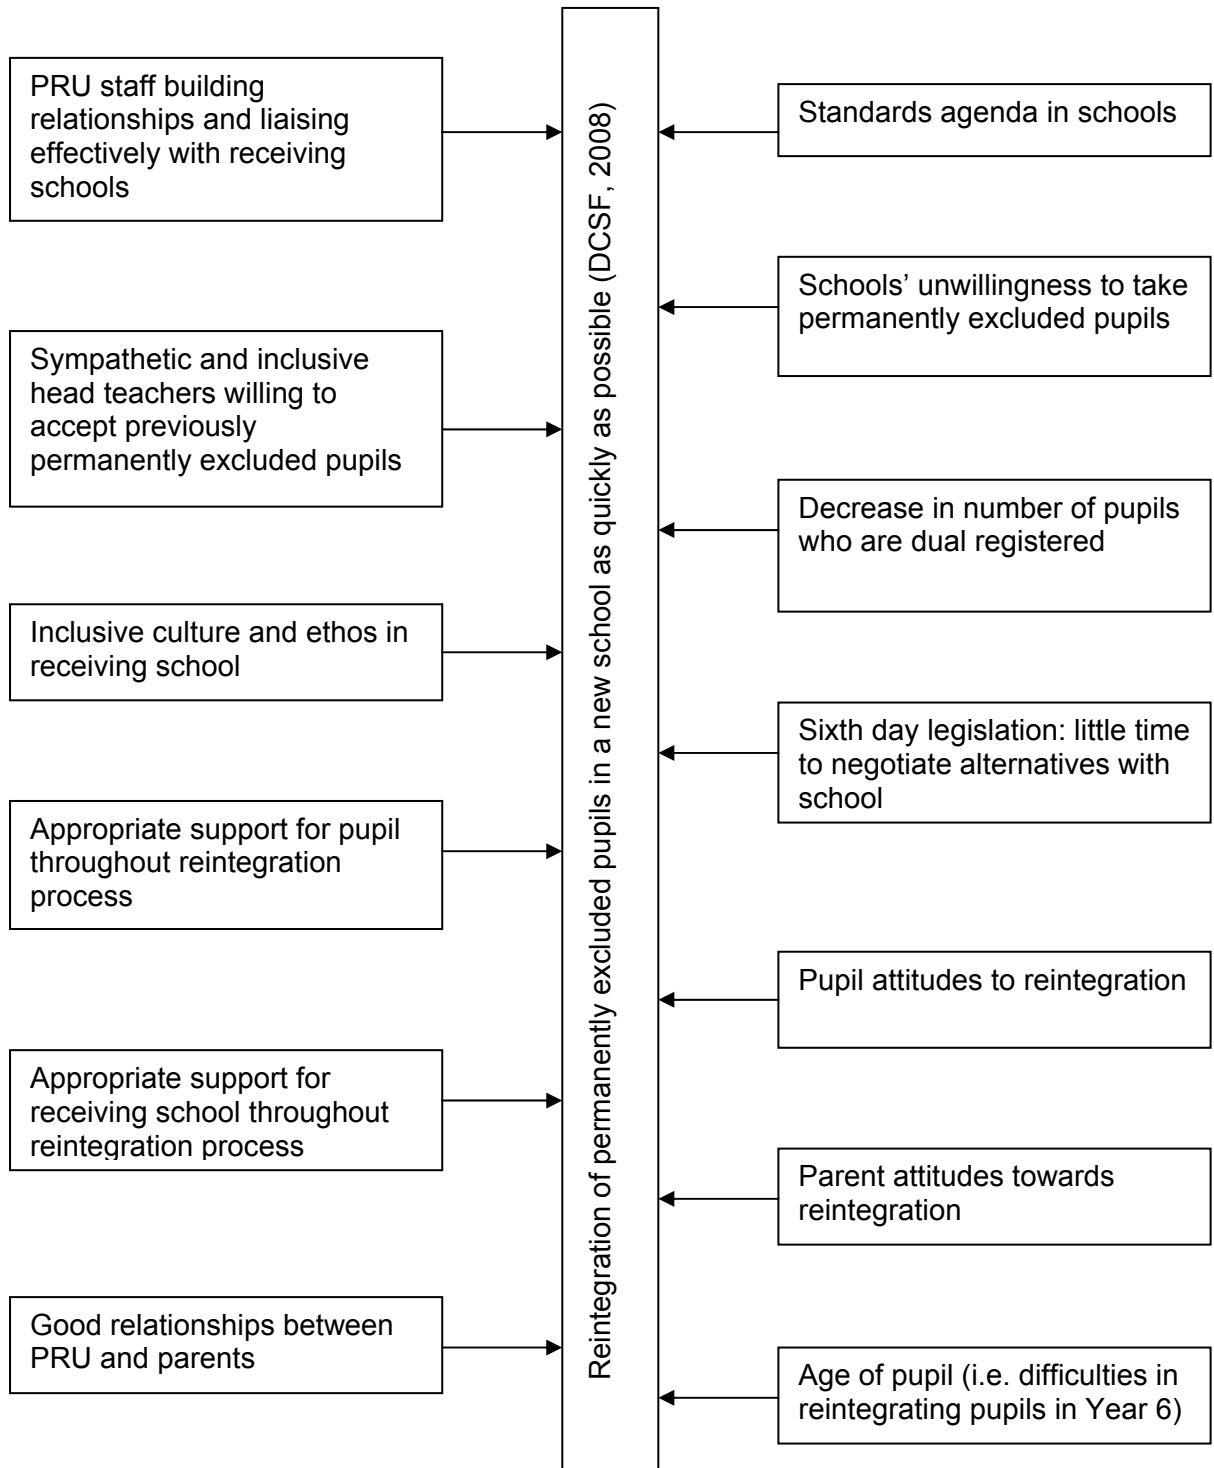 PRU staff building
relationships and liaising
effectively with receiving
schools
Sympathetic and inclusive
head teachers willing to
accept previously
permanently excluded pupils
Inclusive culture and ethos in
receiving school
Appropriate support for pupil
throughout reintegration
process
Appropriate support for
receiving school throughout
reintegration process
Good relationships between
PRU and parents
Reintegration of permanently excluded pupils in a new school as quickly as possible (DCSF, 2008)
Standards agenda in schools
Schools’ unwillingness to take
permanently excluded pupils
Decrease in number of pupils
who are dual registered
Sixth day legislation: little time
to negotiate alternatives with
school
Pupil attitudes to reintegration
Parent attitudes towards
reintegration
Age of pupil (i.e. difficulties in
reintegrating pupils in Year 6)